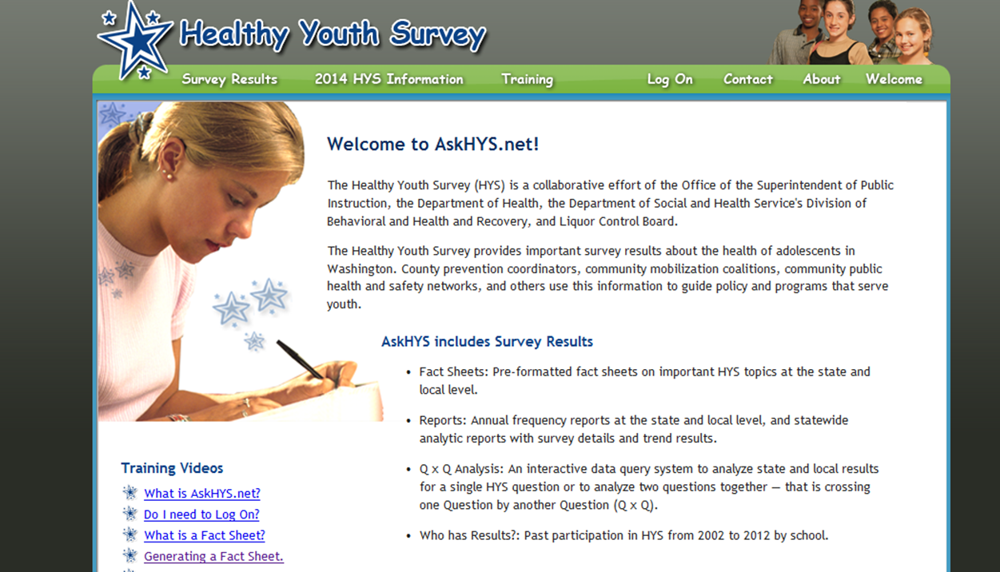 Healthy Youth Survey
Survey Results 2014 HYS Information Training Log On Contact About Welcome
Welcome to AskHYS.net!
The Healthy Youth Survey (HYS) is a collaborative effort of the Office of the Superintendent of Public
Instruction, the Department of Health, the Department of Social and Health Service's Division of
Behavioral and Health and Recovery, and Liquor Control Board.
The Healthy Youth Survey provides important survey results about the health of adolescents in
Washington. County prevention coordinators, community mobilization coalitions, community public
health and safety networks, and others use this information to guide policy and programs that serve
youth.
AskHYS includes Survey Results
• Fact Sheets: Pre-formatted fact sheets on important HYS topics at the state and
local level.
• Reports: Annual frequency reports at the state and local level, and statewide
analytic reports with survey details and trend results.
• Q x Q Analysis: An interactive data query system to analyze state and local results
for a single HYS question or to analyze two questions together — that is crossing
one Question by another Question (Q x Q).
• Who has Results?: Past participation in HYS from 2002 to 2012 by school.
Training Videos
What is AskHYS.net?
Do I need to Log On?
What is a Fact Sheet?
Generating a Fact Sheet.